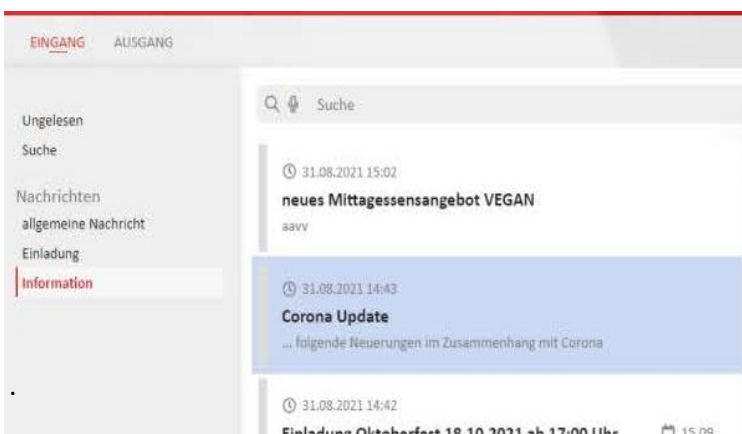 EINGANG AUSGANG
Suche
Ungelesen
Suche
Nachrichten
allgemeine Nachricht
Einladung
Information
31.08.2021 15:02
neues Mittagessensangebot VEGAN
aavv
31.08.2021 14:43
Corona Update
... folgende Neuerungen im Zusammenhang mit Corona
31.08.2021 14:42
Einladung Oktoberfest 18.10.2021 ab 17:00 Uhr 15.09
.